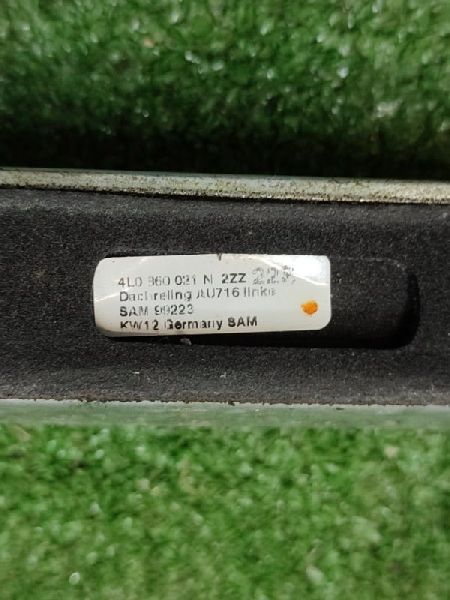 4L0 860 021 N 2ZZ
Dachreling AU716 links
SAM 99223
KW12 Germany SAM